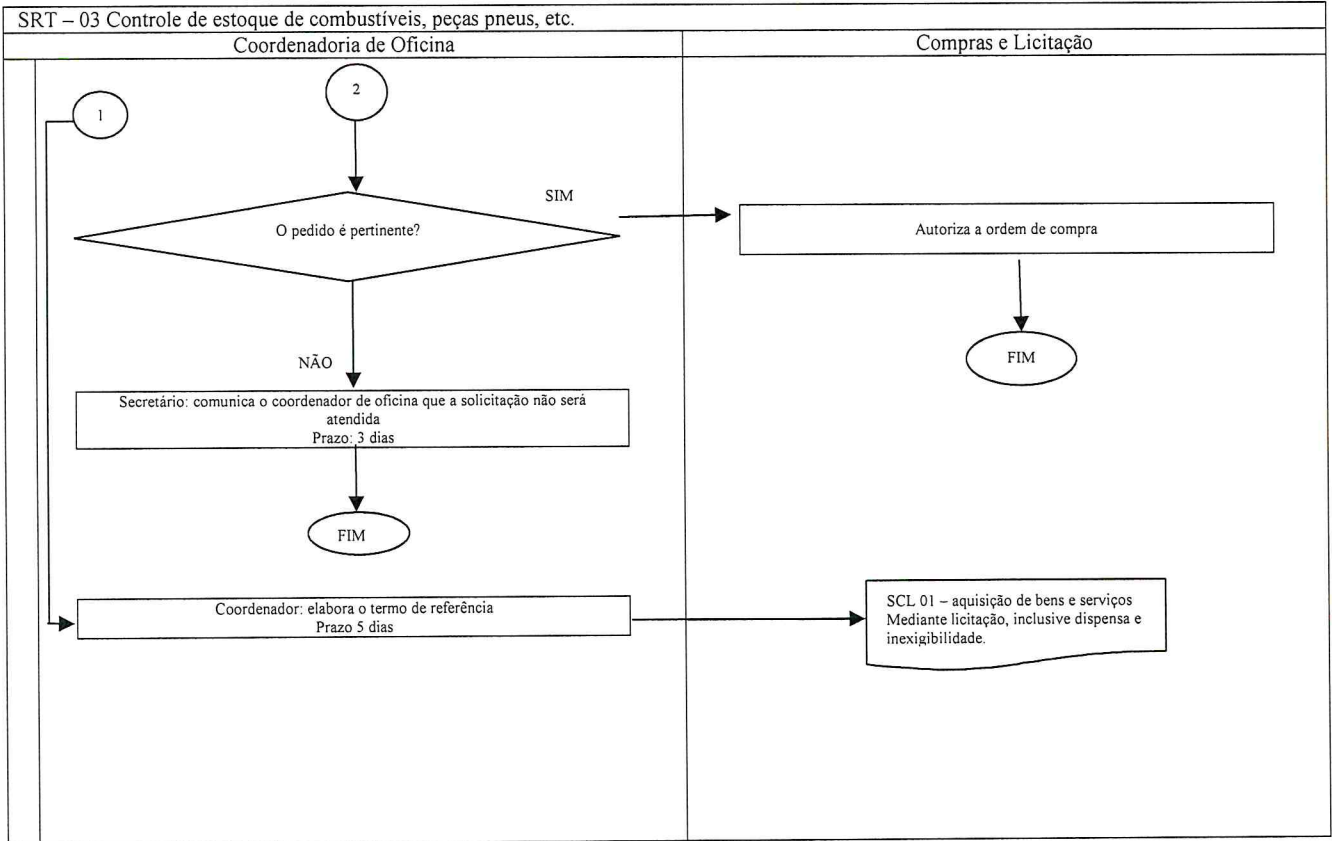 SRT – 03 Controle de estoque de combustíveis, peças pneus, etc.
Coordenadoria de Oficina
Compras e Licitação
1
2
O pedido é pertinente?
SIM
Autoriza a ordem de compra
FIM
NÃO
Secretário: comunica o coordenador de oficina que a solicitação não será
atendida
Prazo: 3 dias
FIM
Coordenador: elabora o termo de referência
Prazo 5 dias
SCL 01 – aquisição de bens e serviços
Mediante licitação, inclusive dispensa e
inexigibilidade.